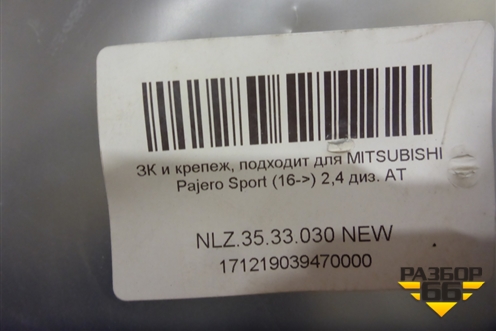 ЗК и крепеж, подходит для MITSUBISHI
Pajero Sport (16->) 2,4 диз. AT
NLZ.35.33.030 NEW
171219039470000
РАЗБОР
66